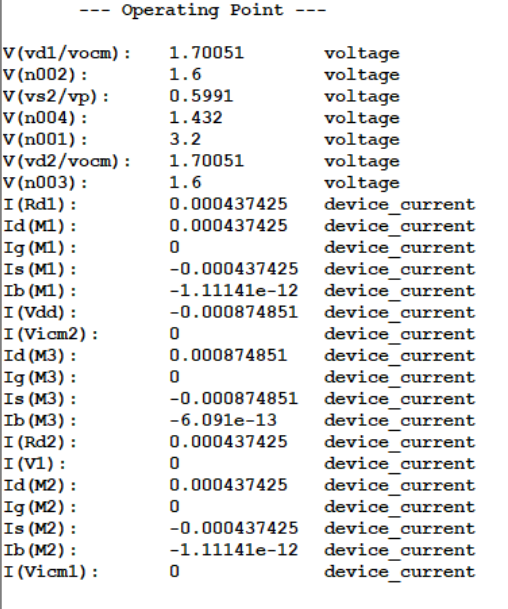 --- Operating Point ---
V(vd1/vocm): 1.70051 voltage
V(n002): 1.6 voltage
V(vs2/vp): 0.5991 voltage
V(n004): 1.432 voltage
V(n001): 3.2 voltage
V(vd2/vocm): 1.70051 voltage
V(n003): 1.6 voltage
I(Rd1): 0.000437425 device_current
Id(M1): 0.000437425 device_current
Ig(M1): 0 device_current
Is(M1): -0.000437425 device_current
Ib(M1): -1.11141e-12 device_current
I(Vdd): -0.000874851 device_current
I(Vicm2): 0 device_current
Id(M3): 0.000874851 device_current
Ig(M3): 0 device_current
Is(M3): -0.000874851 device_current
Ib(M3): -6.091e-13 device_current
I(Rd2): 0.000437425 device_current
I(V1): 0 device_current
Id(M2): 0.000437425 device_current
Ig(M2): 0 device_current
Is(M2): -0.000437425 device_current
Ib(M2): -1.11141e-12 device_current
I(Vicm1): 0 device_current